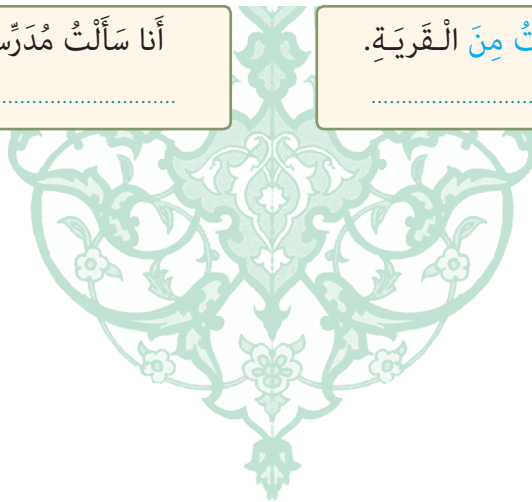 مِنَ الْقَرْيَةِ.
أَنا سَأَلْتُ